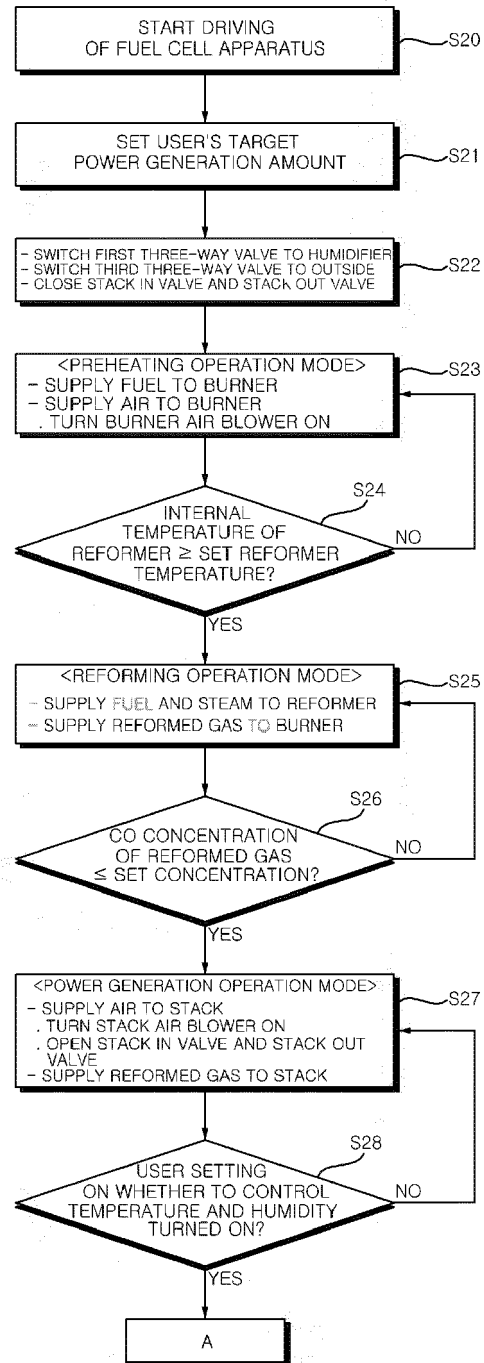 START DRIVING
OF FUEL CELL APPARATUS
S20
SET USER'S TARGET
POWER GENERATION AMOUNT
S21
- SWITCH FIRST THREE-WAY VALVE TO HUMIDIFIER
- SWITCH THIRD THREE-WAY VALVE TO OUTSIDE
- CLOSE STACK IN VALVE AND STACK OUT VALVE
S22
<PREHEATING OPERATION MODE>
- SUPPLY FUEL TO BURNER
- SUPPLY AIR TO BURNER
. TURN BURNER AIR BLOWER ON
S23
S24
INTERNAL
TEMPERATURE OF
REFORMER ≥ SET REFORMER
TEMPERATURE?
NO
YES
<REFORMING OPERATION MODE>
- SUPPLY FUEL AND STEAM TO REFORMER
- SUPPLY REFORMED GAS TO BURNER
S25
S26
CO CONCENTRATION
OF REFORMED GAS
≤ SET CONCENTRATION?
NO
YES
<POWER GENERATION OPERATION MODE>
- SUPPLY AIR TO STACK
. TURN STACK AIR BLOWER ON
. OPEN STACK IN VALVE AND STACK OUT
VALVE
- SUPPLY REFORMED GAS TO STACK
S27
S28
USER SETTING
ON WHETHER TO CONTROL
TEMPERATURE AND HUMIDITY
TURNED ON?
NO
YES
A